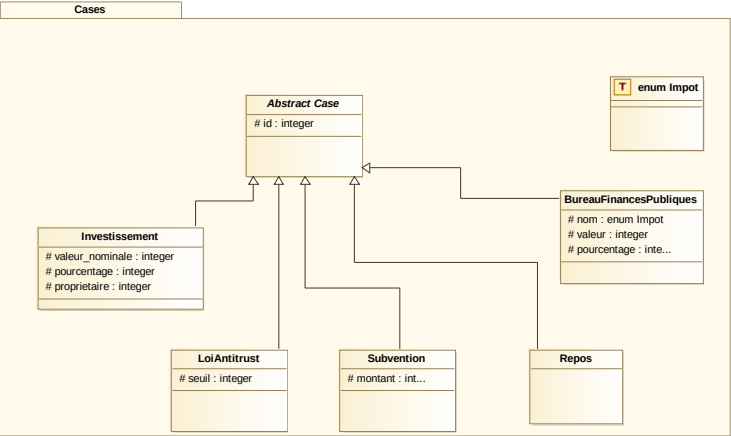 Cases
Abstract Case
# id : integer
T enum Impot
BureauFinancesPubliques
# nom : enum Impot
# valeur : integer
# pourcentage : inte...
Investissement
# valeur_nominale : integer
# pourcentage : integer
# proprietaire : integer
LoiAntitrust
# seuil : integer
Subvention
# montant : int...
Repos